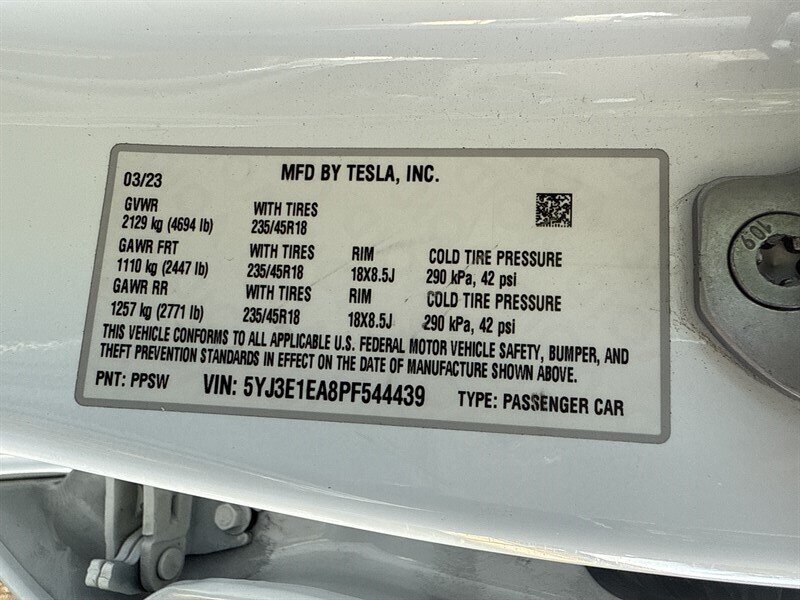 MFD BY TESLA, INC.
03/23
GVWR WITH TIRES
2129 kg (4694 lb) 235/45R18
GAWR FRT WITH TIRES RIM COLD TIRE PRESSURE
1110 kg (2447 lb) 235/45R18 18X8.5J 290 kPa, 42 psi
GAWR RR WITH TIRES RIM COLD TIRE PRESSURE
1257 kg (2771 lb) 235/45R18 18X8.5J 290 kPa, 42 psi
THIS VEHICLE CONFORMS TO ALL APPLICABLE U.S. FEDERAL MOTOR VEHICLE SAFETY, BUMPER, AND
THEFT PREVENTION STANDARDS IN EFFECT ON THE DATE OF MANUFACTURE SHOWN ABOVE.
PNT: PPSW VIN: 5YJ3E1EA8PF544439 TYPE: PASSENGER CAR
109